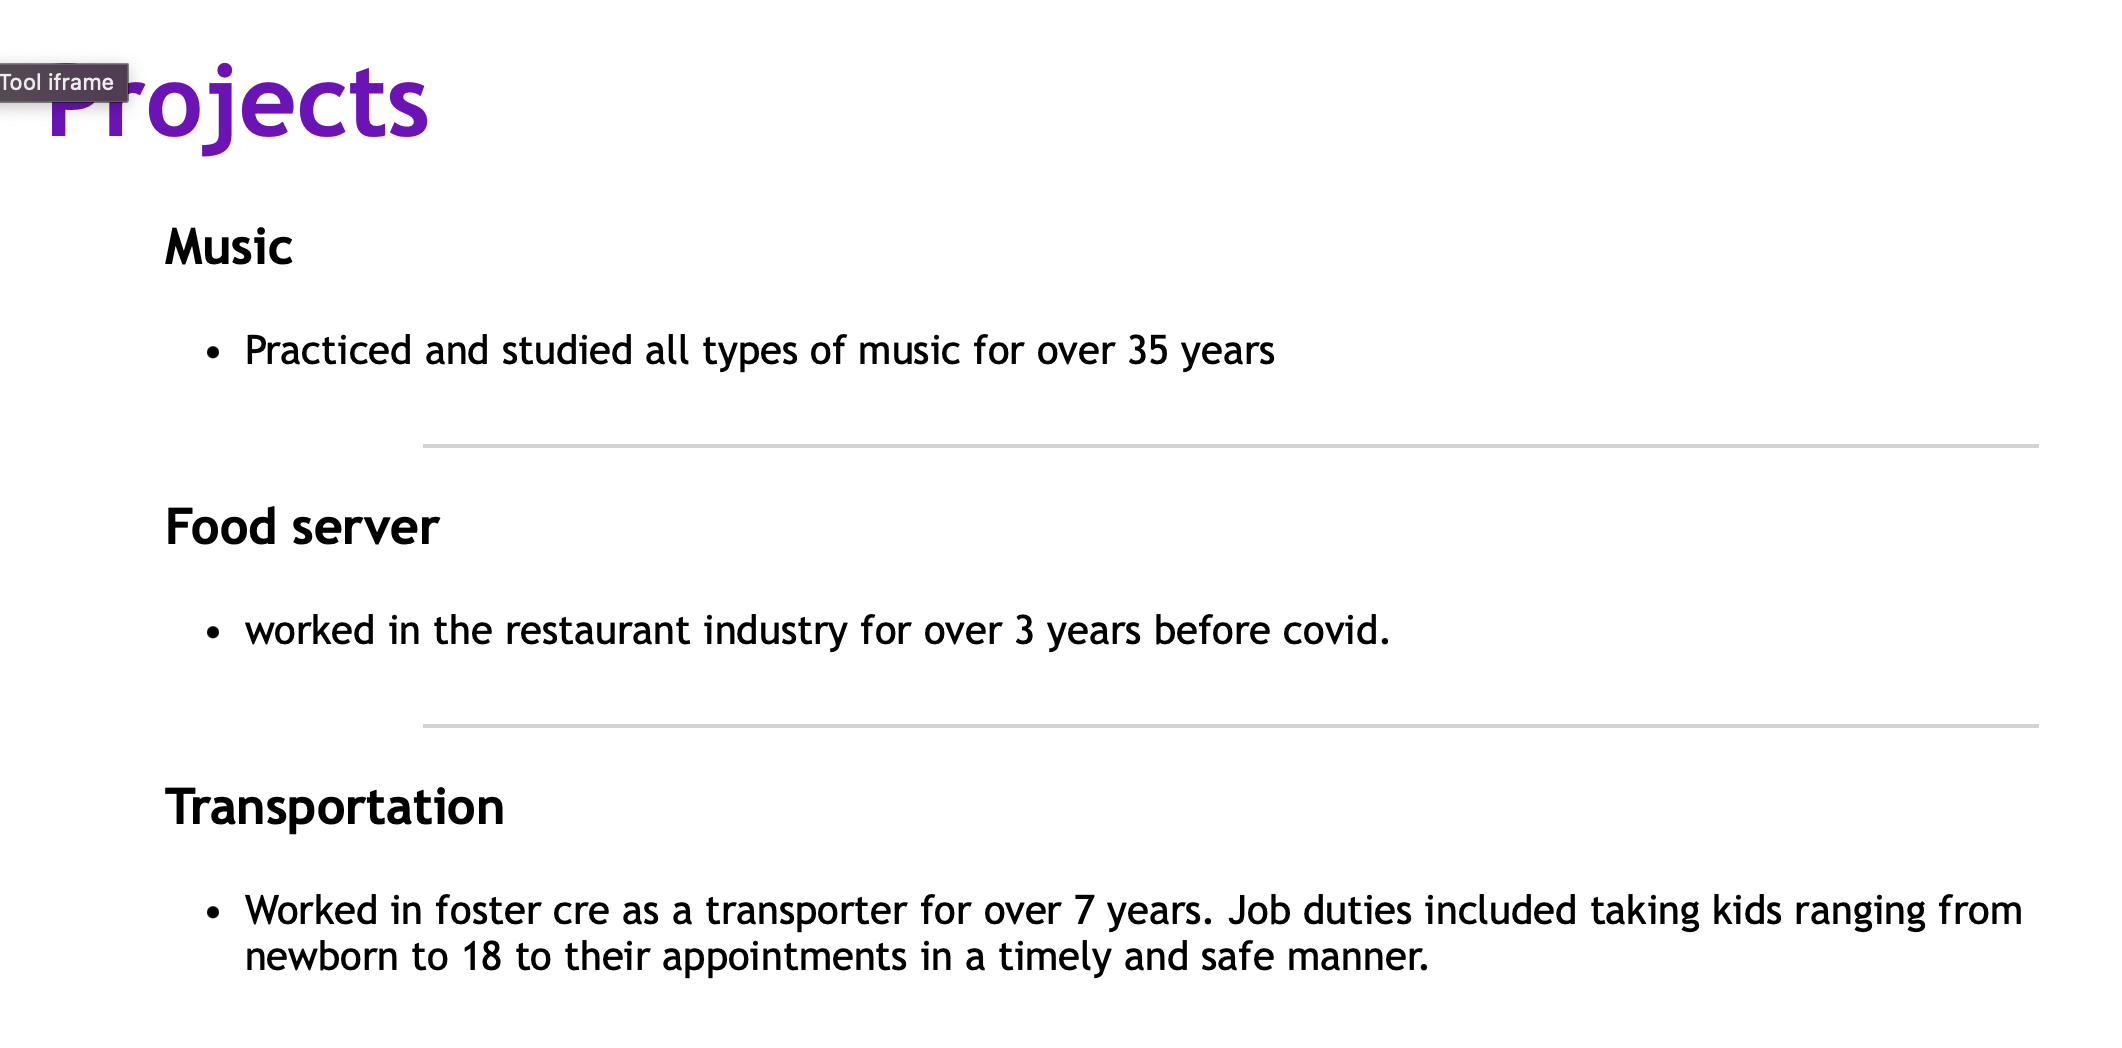 Tool iframe
Projects
Music
• Practiced and studied all types of music for over 35 years
Food server
• worked in the restaurant industry for over 3 years before covid.
Transportation
• Worked in foster cre as a transporter for over 7 years. Job duties included taking kids ranging from
newborn to 18 to their appointments in a timely and safe manner.